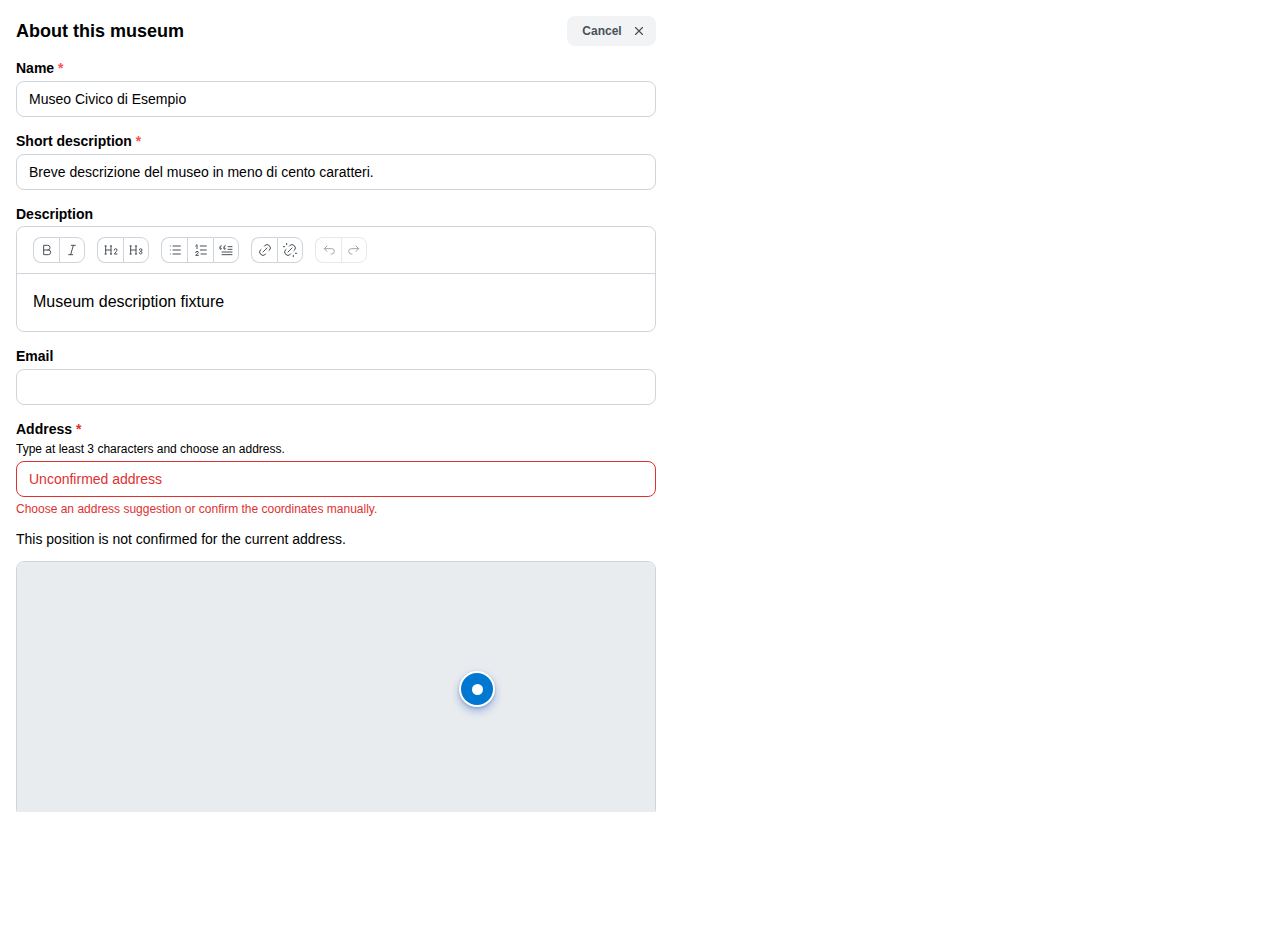 About this museum
Cancel
Name *
Museo Civico di Esempio
Short description *
Breve descrizione del museo in meno di cento caratteri.
Description
B I H2 H3
Museum description fixture
Email
Address *
Type at least 3 characters and choose an address.
Unconfirmed address
Choose an address suggestion or confirm the coordinates manually.
This position is not confirmed for the current address.